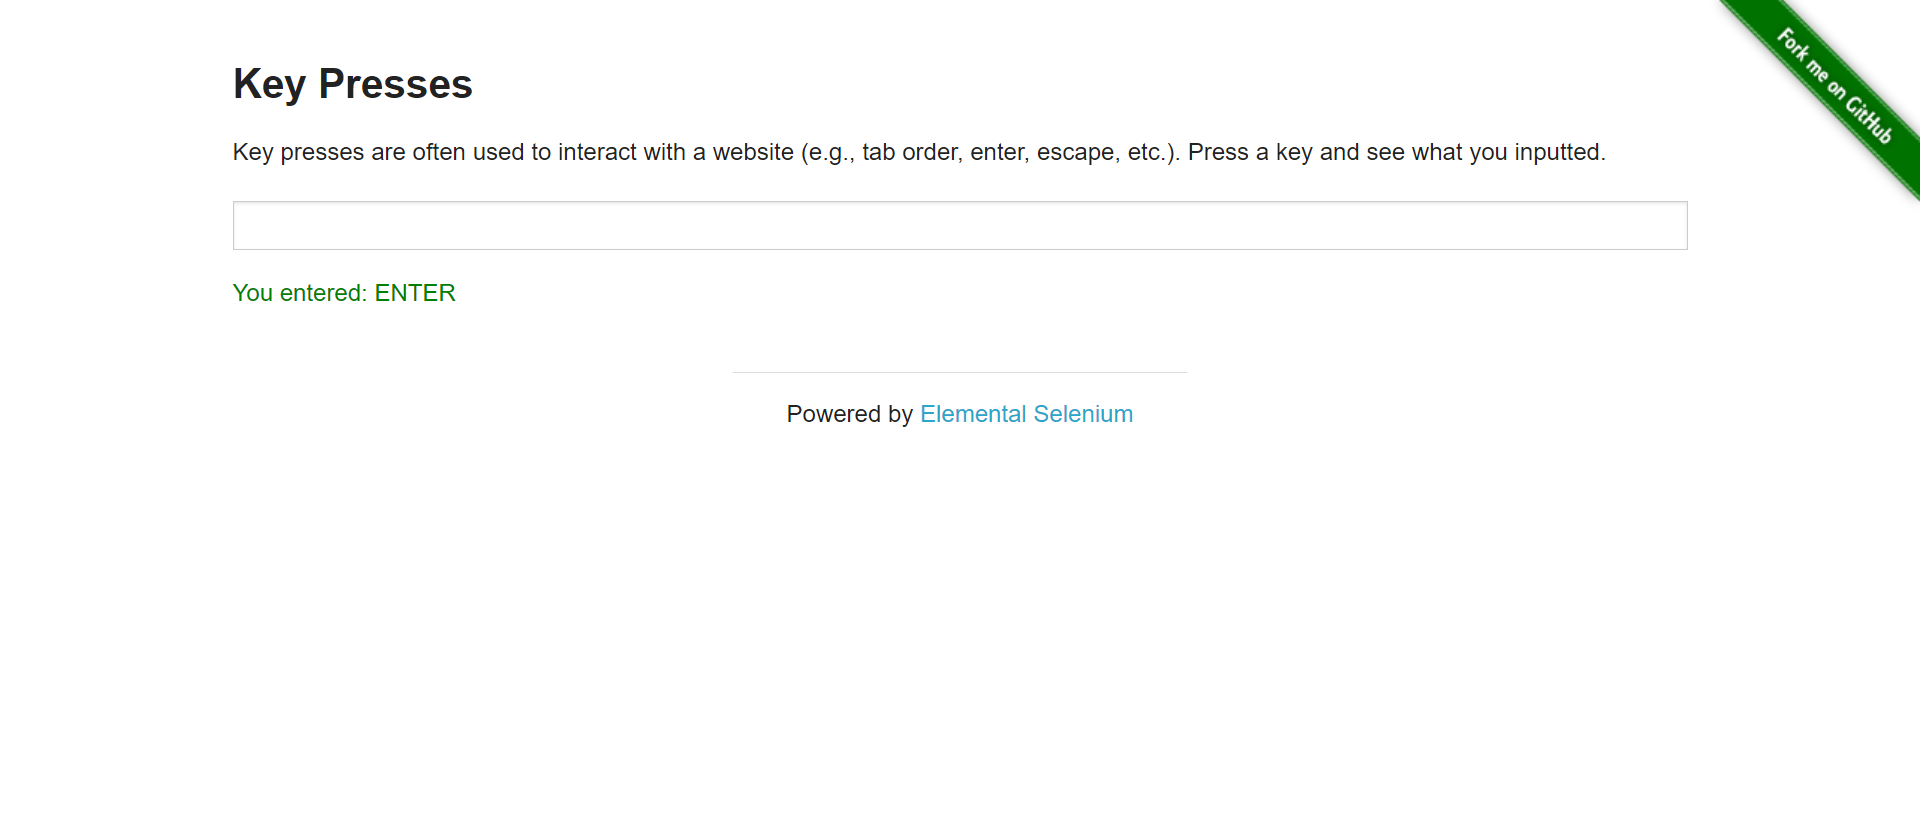 Fork me on GitHub
Key Presses
Key presses are often used to interact with a website (e.g., tab order, enter, escape, etc.). Press a key and see what you inputted.
You entered: ENTER
Powered by Elemental Selenium